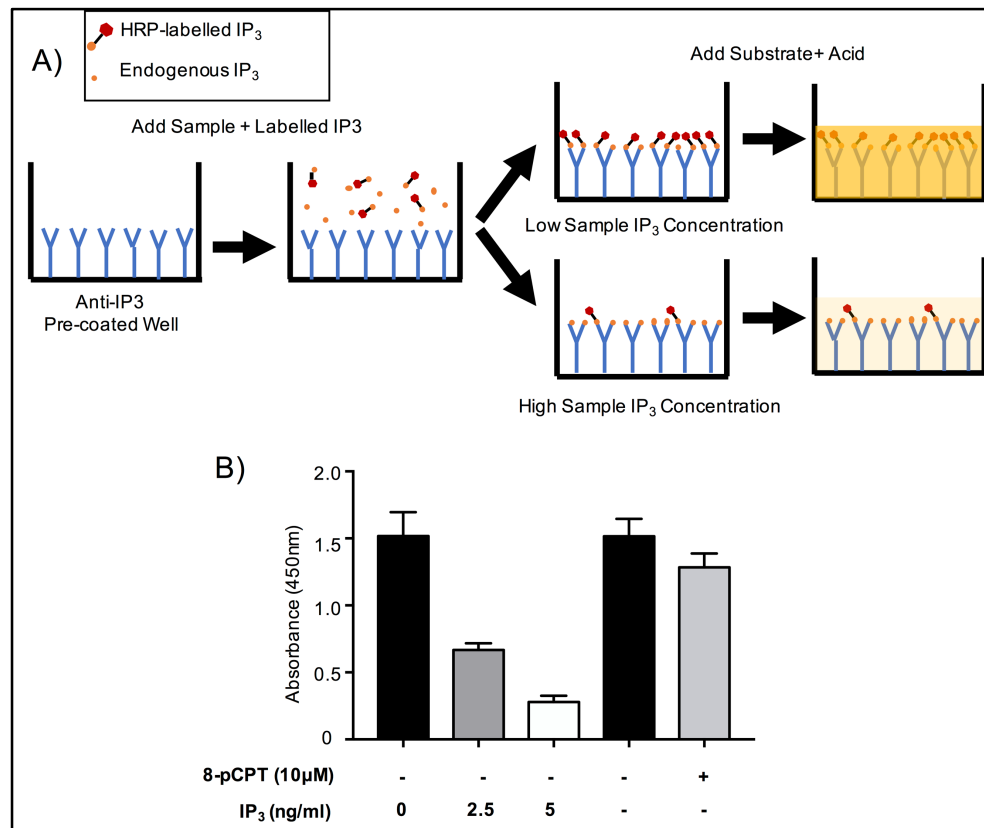 A)
HRP-labelled IP₃
Endogenous IP₃
Add Sample + Labelled IP3
Add Substrate+ Acid
Anti-IP3
Pre-coated Well
Low Sample IP₃ Concentration
High Sample IP₃ Concentration
B)
Absorbance (450nm)
2.0
1.5
1.0
0.5
0
8-pCPT (10µM) - - - - +
IP₃ (ng/ml) 0 2.5 5 - -